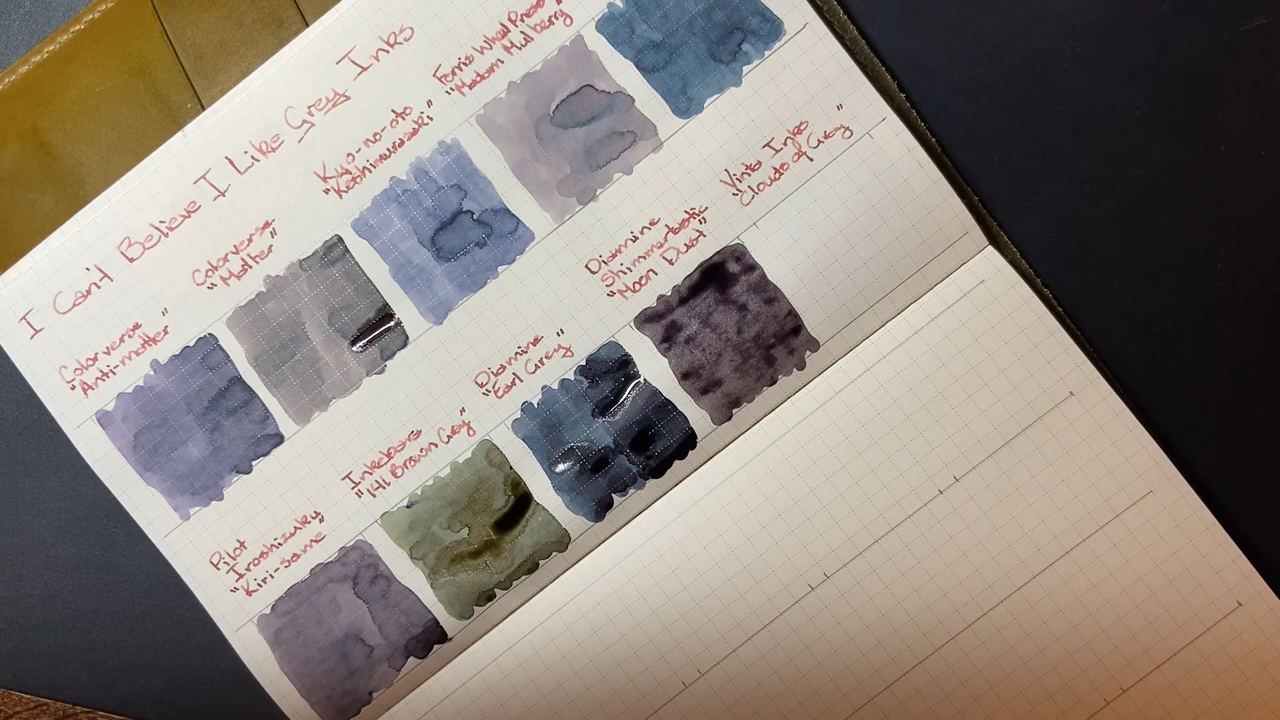 I Can't Believe I Like Grey Inks
Colorverse
"Anti-matter"
Colorverse
"Matter"
Kyo-no-oto
"Keshimurasaki"
Ferris Wheel Press
"Madam Mulberry
Pilot
Iroshizuku
"Kiri-same"
Inkebara
"141 Brown Grey"
Diamine
"Earl Grey"
Diamine
Shimmertastic
"Moon Dust"
Vinta Inks
"Clouds of Grey"